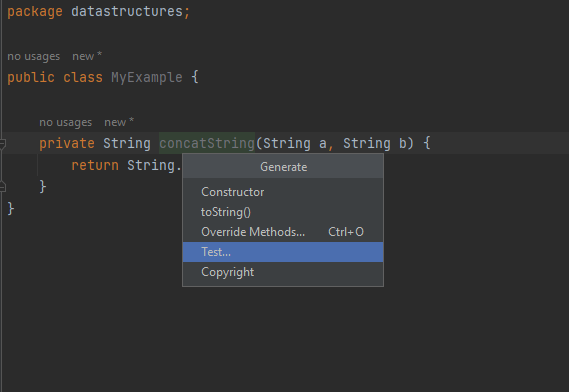 package datastructures;
no usages new *
public class MyExample {
no usages new *
private String concatString(String a, String b) {
return String.
}
}
Generate
Constructor
toString()
Override Methods... Ctrl+O
Test...
Copyright